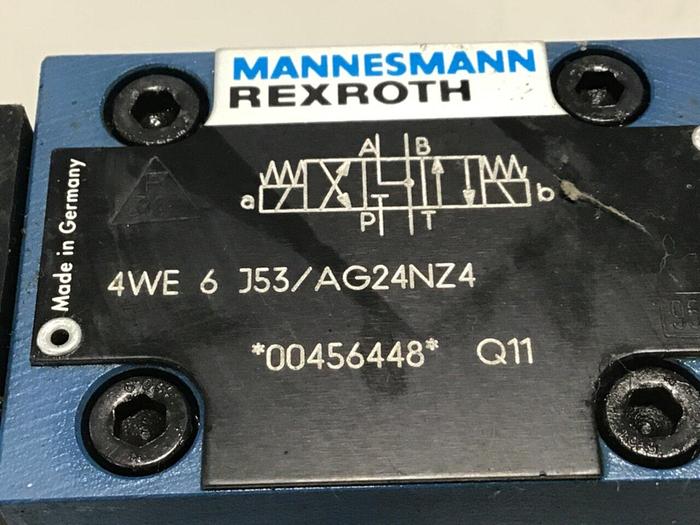 MANNESMANN
REXROTH
A B
a b
P T
Made in Germany
4WE 6 J53/AG24NZ4
*00456448* Q11